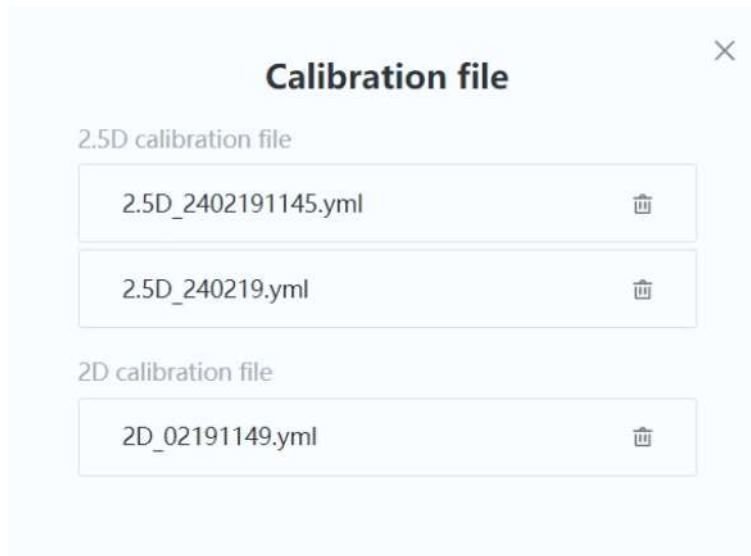 Calibration file
2.5D calibration file
2.5D_2402191145.yml
2.5D_240219.yml
2D calibration file
2D_02191149.yml